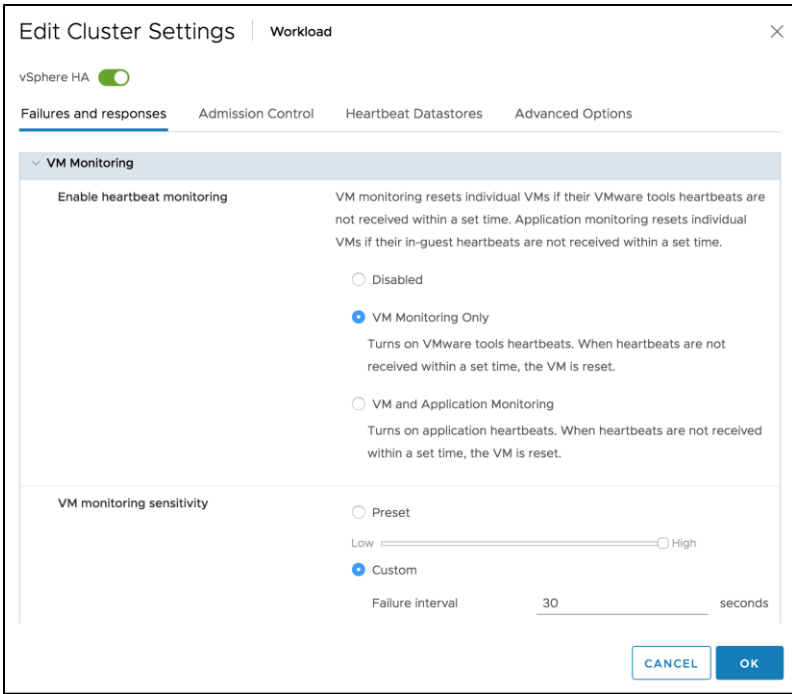 Edit Cluster Settings Workload
vSphere HA
Failures and responses Admission Control Heartbeat Datastores Advanced Options
VM Monitoring
Enable heartbeat monitoring
VM monitoring resets individual VMs if their VMware tools heartbeats are
not received within a set time. Application monitoring resets individual
VMs if their in-guest heartbeats are not received within a set time.
Disabled
VM Monitoring Only
Turns on VMware tools heartbeats. When heartbeats are not
received within a set time, the VM is reset.
VM and Application Monitoring
Turns on application heartbeats. When heartbeats are not received
within a set time, the VM is reset.
VM monitoring sensitivity
Preset
Low High
Custom
Failure interval 30 seconds
CANCEL OK